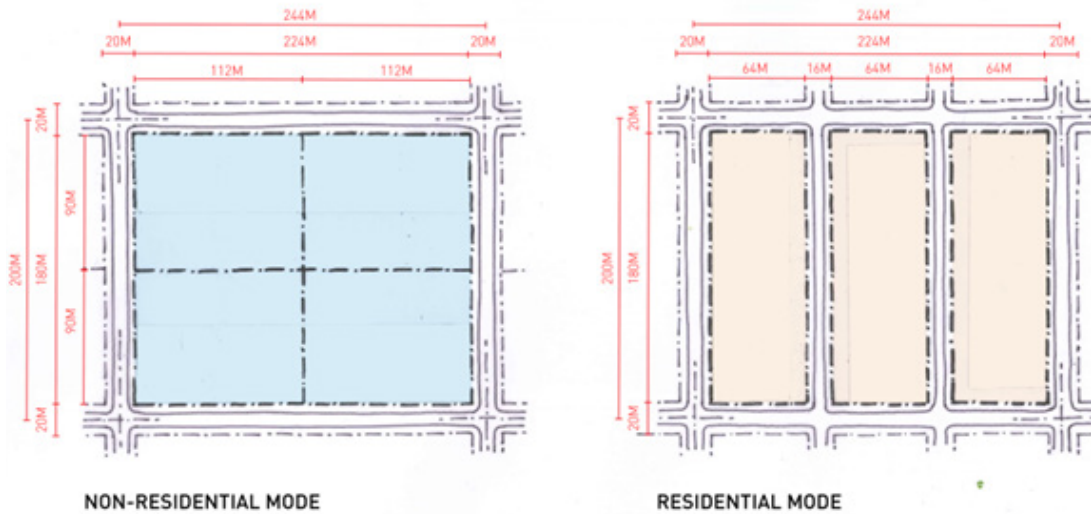 244M
20M 224M 20M
112M 112M
20M
90M
200M 180M
90M
20M
NON-RESIDENTIAL MODE
244M
20M 224M 20M
64M 16M 64M 16M 64M
20M
200M 180M
20M
RESIDENTIAL MODE